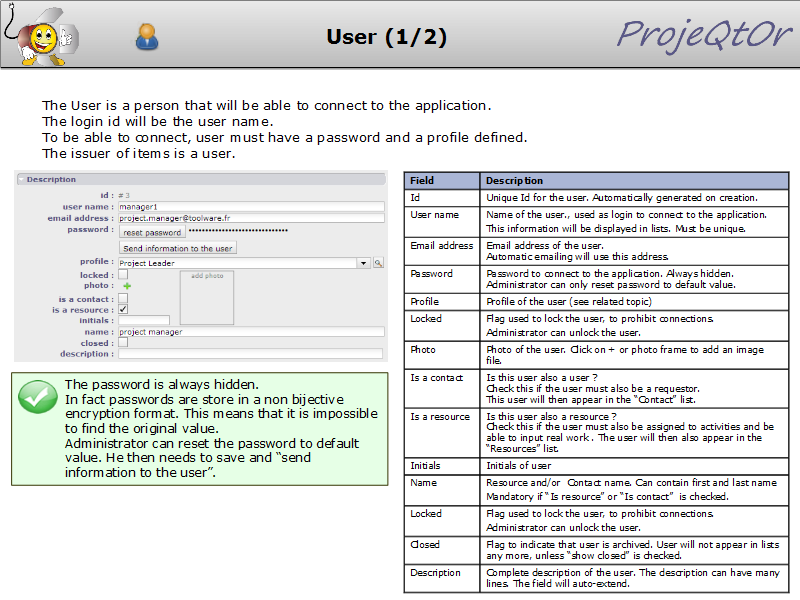 User (1/2)
ProjeQtOr
The User is a person that will be able to connect to the application.
The login id will be the user name.
To be able to connect, user must have a password and a profile defined.
The issuer of items is a user.
Description
id : #3
user name : manager1
email address : project.manager@toolware.fr
password : reset password ••••••••••••••••••••••••••••••
Send information to the user
profile : Project Leader
locked :
add photo
photo :
is a contact :
is a resource :
initials :
name : project manager
closed :
description :
The password is always hidden.
In fact passwords are store in a non bijective
encryption format. This means that it is impossible
to find the original value.
Administrator can reset the password to default
value. He then needs to save and “send
information to the user”.
Field Description
Id Unique Id for the user. Automatically generated on creation.
User name Name of the user., used as login to connect to the application.
This information will be displayed in lists. Must be unique.
Email address Email address of the user.
Automatic emailing will use this address.
Password Password to connect to the application. Always hidden.
Administrator can only reset password to default value.
Profile Profile of the user (see related topic)
Locked Flag used to lock the user, to prohibit connections.
Administrator can unlock the user.
Photo Photo of the user. Click on + or photo frame to add an image
file.
Is a contact Is this user also a user ?
Check this if the user must also be a requestor.
This user will then appear in the “Contact” list.
Is a resource Is this user also a resource ?
Check this if the user must also be assigned to activities and be
able to input real work . The user will then also appear in the
“Resources” list.
Initials Initials of user
Name Resource and/or Contact name. Can contain first and last name
Mandatory if “Is resource” or “Is contact” is checked.
Locked Flag used to lock the user, to prohibit connections.
Administrator can unlock the user.
Closed Flag to indicate that user is archived. User will not appear in lists
any more, unless “show closed” is checked.
Description Complete description of the user. The description can have many
lines. The field will auto-extend.